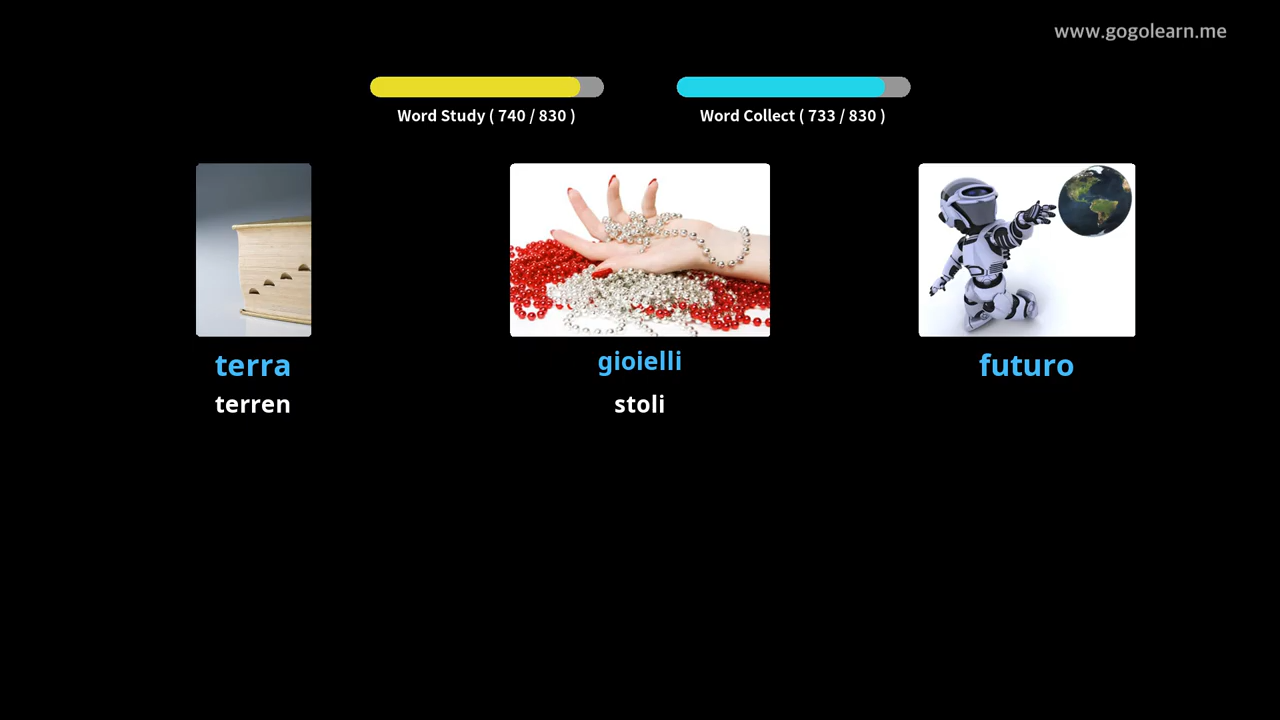 www.gogolearn.me
Word Study ( 740 / 830 )
Word Collect ( 733 / 830 )
terra
gioielli
futuro
terren
stoli